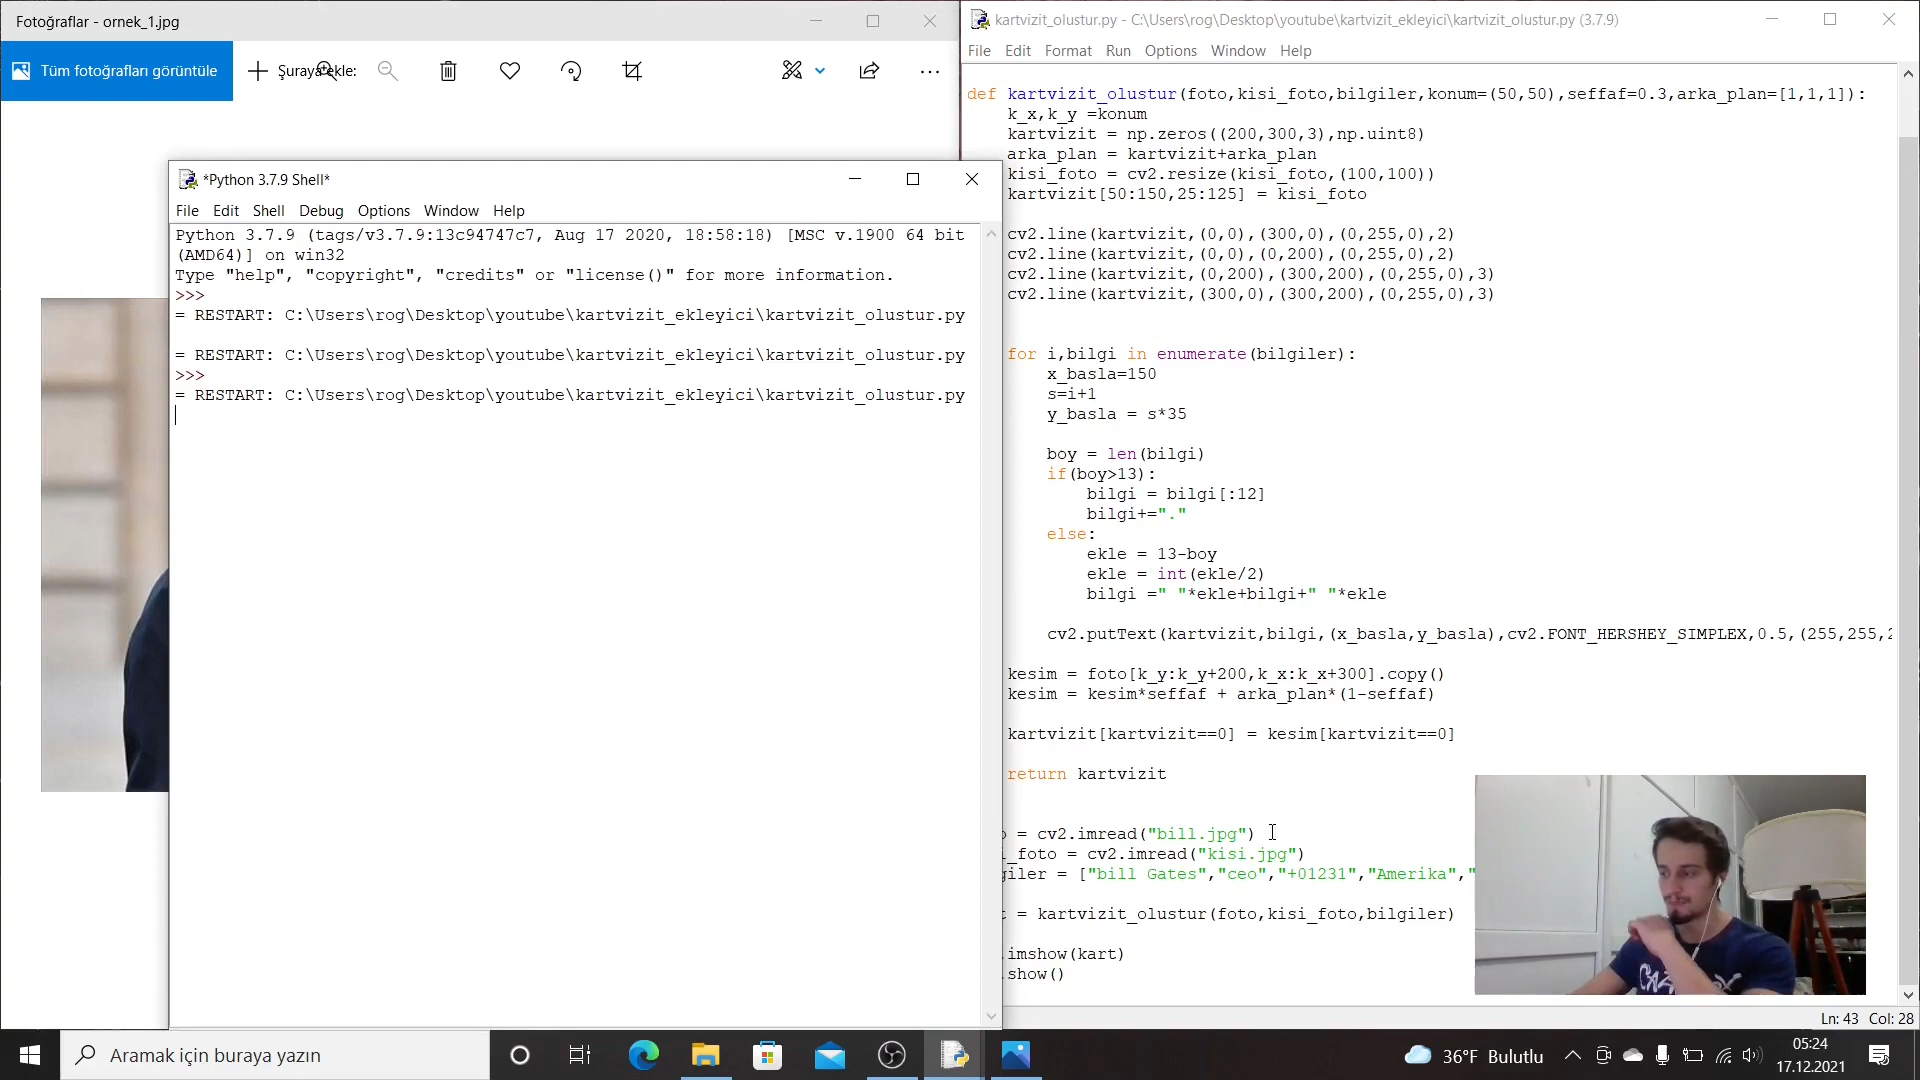 Fotoğraflar - ornek_1.jpg
Tüm fotoğrafları görüntüle
Şuraya ekle:
*Python 3.7.9 Shell*
File Edit Shell Debug Options Window Help
Python 3.7.9 (tags/v3.7.9:13c94747c7, Aug 17 2020, 18:58:18) [MSC v.1900 64 bit
(AMD64)] on win32
Type "help", "copyright", "credits" or "license()" for more information.
>>>
= RESTART: C:\Users\rog\Desktop\youtube\kartvizit_ekleyici\kartvizit_olustur.py
= RESTART: C:\Users\rog\Desktop\youtube\kartvizit_ekleyici\kartvizit_olustur.py
>>>
= RESTART: C:\Users\rog\Desktop\youtube\kartvizit_ekleyici\kartvizit_olustur.py
kartvizit_olustur.py - C:\Users\rog\Desktop\youtube\kartvizit_ekleyici\kartvizit_olustur.py (3.7.9)
File Edit Format Run Options Window Help
def kartvizit_olustur(foto,kisi_foto,bilgiler,konum=(50,50),seffaf=0.3,arka_plan=[1,1,1]):
k_x,k_y =konum
kartvizit = np.zeros((200,300,3),np.uint8)
arka_plan = kartvizit+arka_plan
kisi_foto = cv2.resize(kisi_foto,(100,100))
kartvizit[50:150,25:125] = kisi_foto
cv2.line(kartvizit,(0,0),(300,0),(0,255,0),2)
cv2.line(kartvizit,(0,0),(0,200),(0,255,0),2)
cv2.line(kartvizit,(0,200),(300,200),(0,255,0),3)
cv2.line(kartvizit,(300,0),(300,200),(0,255,0),3)
for i,bilgi in enumerate(bilgiler):
x_basla=150
s=i+1
y_basla = s*35
boy = len(bilgi)
if(boy>13):
bilgi = bilgi[:12]
bilgi+="."
else:
ekle = 13-boy
ekle = int(ekle/2)
bilgi =" "*ekle+bilgi+" "*ekle
cv2.putText(kartvizit,bilgi,(x_basla,y_basla),cv2.FONT_HERSHEY_SIMPLEX,0.5,(255,255,2
kesim = foto[k_y:k_y+200,k_x:k_x+300].copy()
kesim = kesim*seffaf + arka_plan*(1-seffaf)
kartvizit[kartvizit==0] = kesim[kartvizit==0]
return kartvizit
= cv2.imread("bill.jpg")
_foto = cv2.imread("kisi.jpg")
giler = ["bill Gates","ceo","+01231","Amerika","
= kartvizit_olustur(foto,kisi_foto,bilgiler)
.imshow(kart)
.show()
Ln: 43 Col: 28
Aramak için buraya yazın
36°F Bulutlu
05:24
17.12.2021